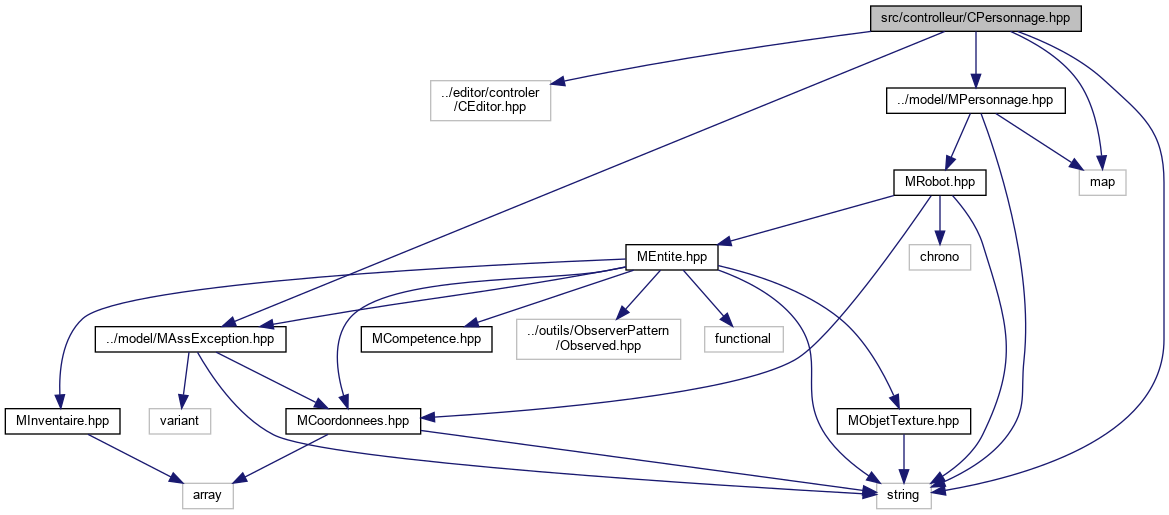 src/controlleur/CPersonnage.hpp
../editor/controler
/CEditor.hpp
../model/MPersonnage.hpp
MRobot.hpp
map
MEntite.hpp
chrono
../model/MAssException.hpp
MCompetence.hpp
../outils/ObserverPattern
/Observed.hpp
functional
MInventaire.hpp
variant
MCoordonnees.hpp
MObjetTexture.hpp
array
string